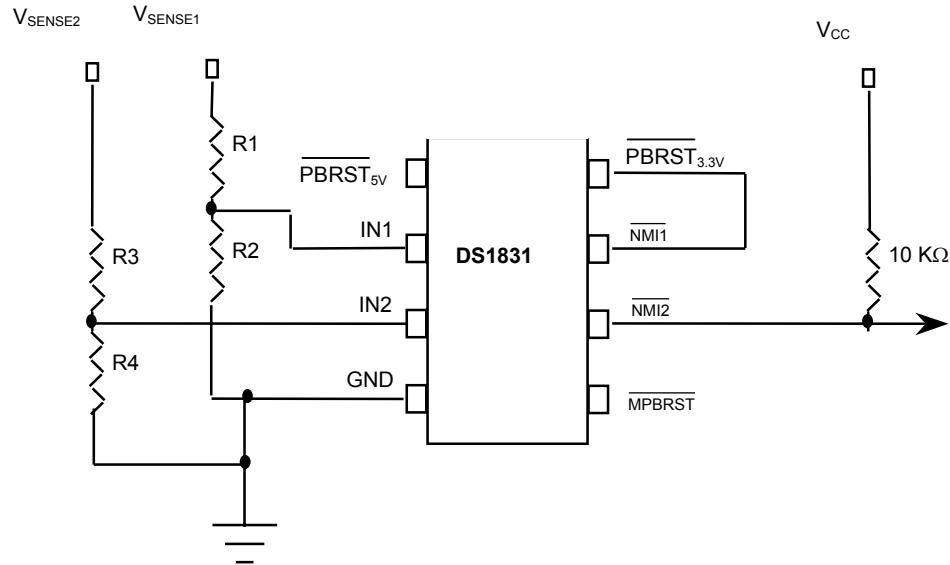 VSENSE2
VSENSE1
VCC
R1
PBRST5V
PBRST3.3V
IN1
R2
DS1831
NMI1
R3
10 KΩ
IN2
NMI2
R4
GND
MPBRST